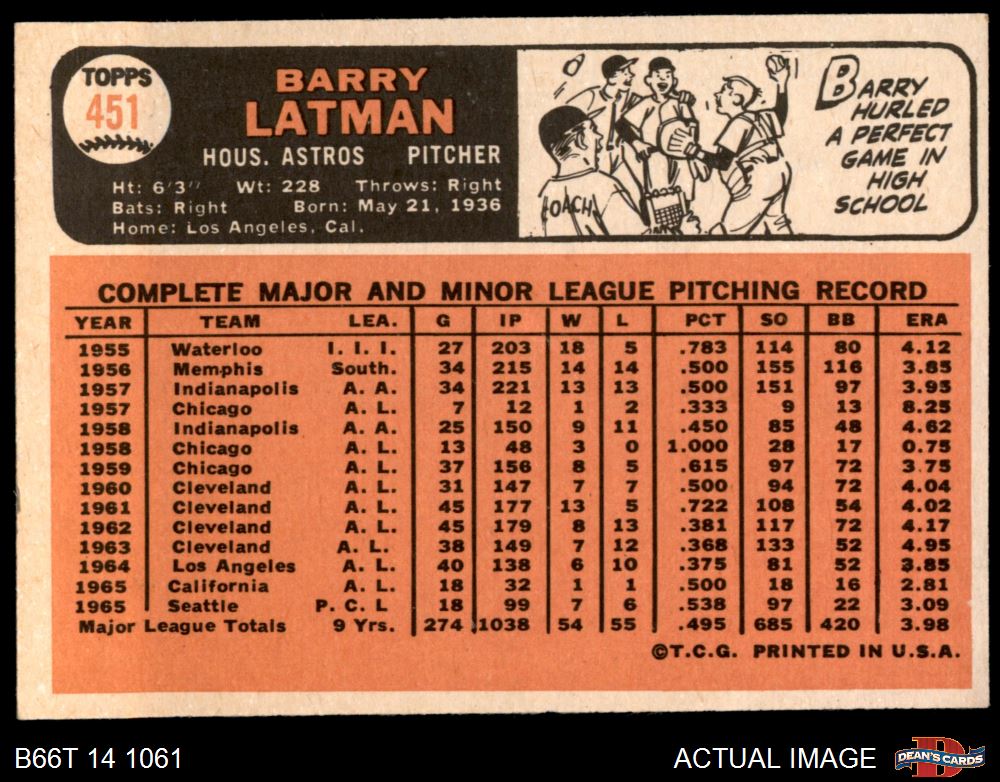 TOPPS
451
BARRY
LATMAN
HOUS. ASTROS PITCHER
Ht: 6'3" Wt: 228 Throws: Right
Bats: Right Born: May 21, 1936
Home: Los Angeles, Cal.
OACH
BARRY
HURLED
A PERFECT
GAME IN
HIGH
SCHOOL
COMPLETE MAJOR AND MINOR LEAGUE PITCHING RECORD
YEAR TEAM LEA. G IP W L PCT SO BB ERA
1955 Waterloo I. I. I. 27 203 18 5 .783 114 80 4.12
1956 Memphis South. 34 215 14 14 .500 155 116 3.85
1957 Indianapolis A. A. 34 221 13 13 .500 151 97 3.95
1957 Chicago A. L. 7 12 1 2 .333 9 13 8.25
1958 Indianapolis A. A. 25 150 9 11 .450 85 48 4.62
1958 Chicago A. L. 13 48 3 0 1.000 28 17 0.75
1959 Chicago A. L. 37 156 8 5 .615 97 72 3.75
1960 Cleveland A. L. 31 147 7 7 .500 94 72 4.04
1961 Cleveland A. L. 45 177 13 5 .722 108 54 4.02
1962 Cleveland A. L. 45 179 8 13 .381 117 72 4.17
1963 Cleveland A. L. 38 149 7 12 .368 133 52 4.95
1964 Los Angeles A. L. 40 138 6 10 .375 81 52 3.85
1965 California A. L. 18 32 1 1 .500 18 16 2.81
1965 Seattle P. C. L 18 99 7 6 .538 97 22 3.09
Major League Totals 9 Yrs. 274 1038 54 55 .495 685 420 3.98
©T.C.G. PRINTED IN U.S.A.
B66T 14 1061
ACTUAL IMAGE
DEAN'S CARDS